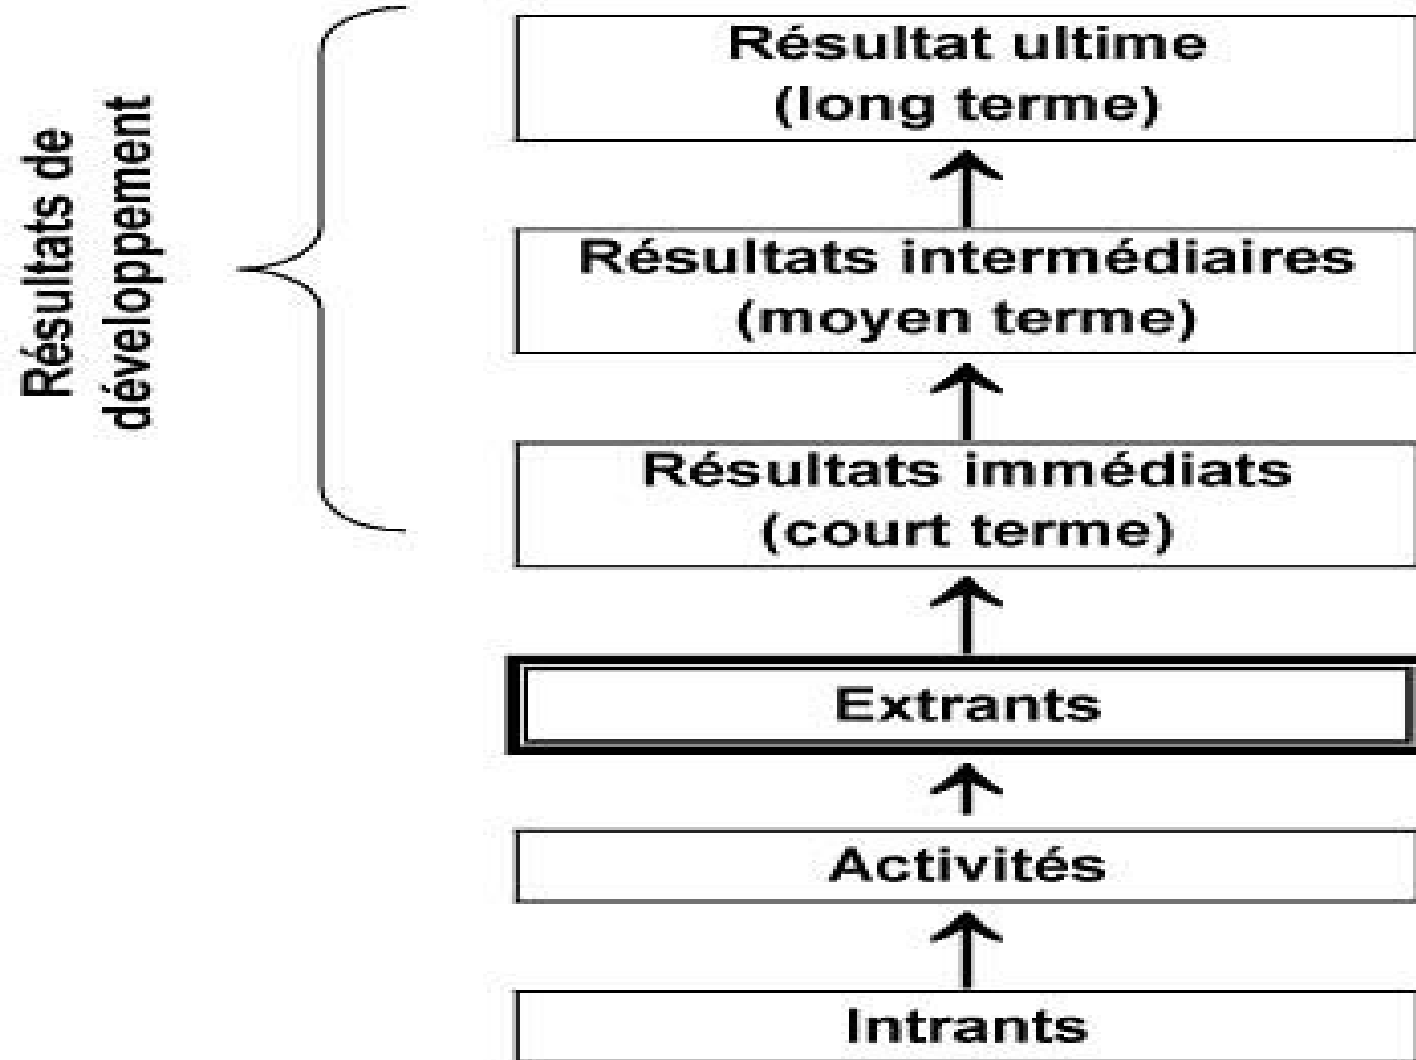 Résultats de
développement
Résultat ultime
(long terme)
Résultats intermédiaires
(moyen terme)
Résultats immédiats
(court terme)
Extrants
Activités
Intrants